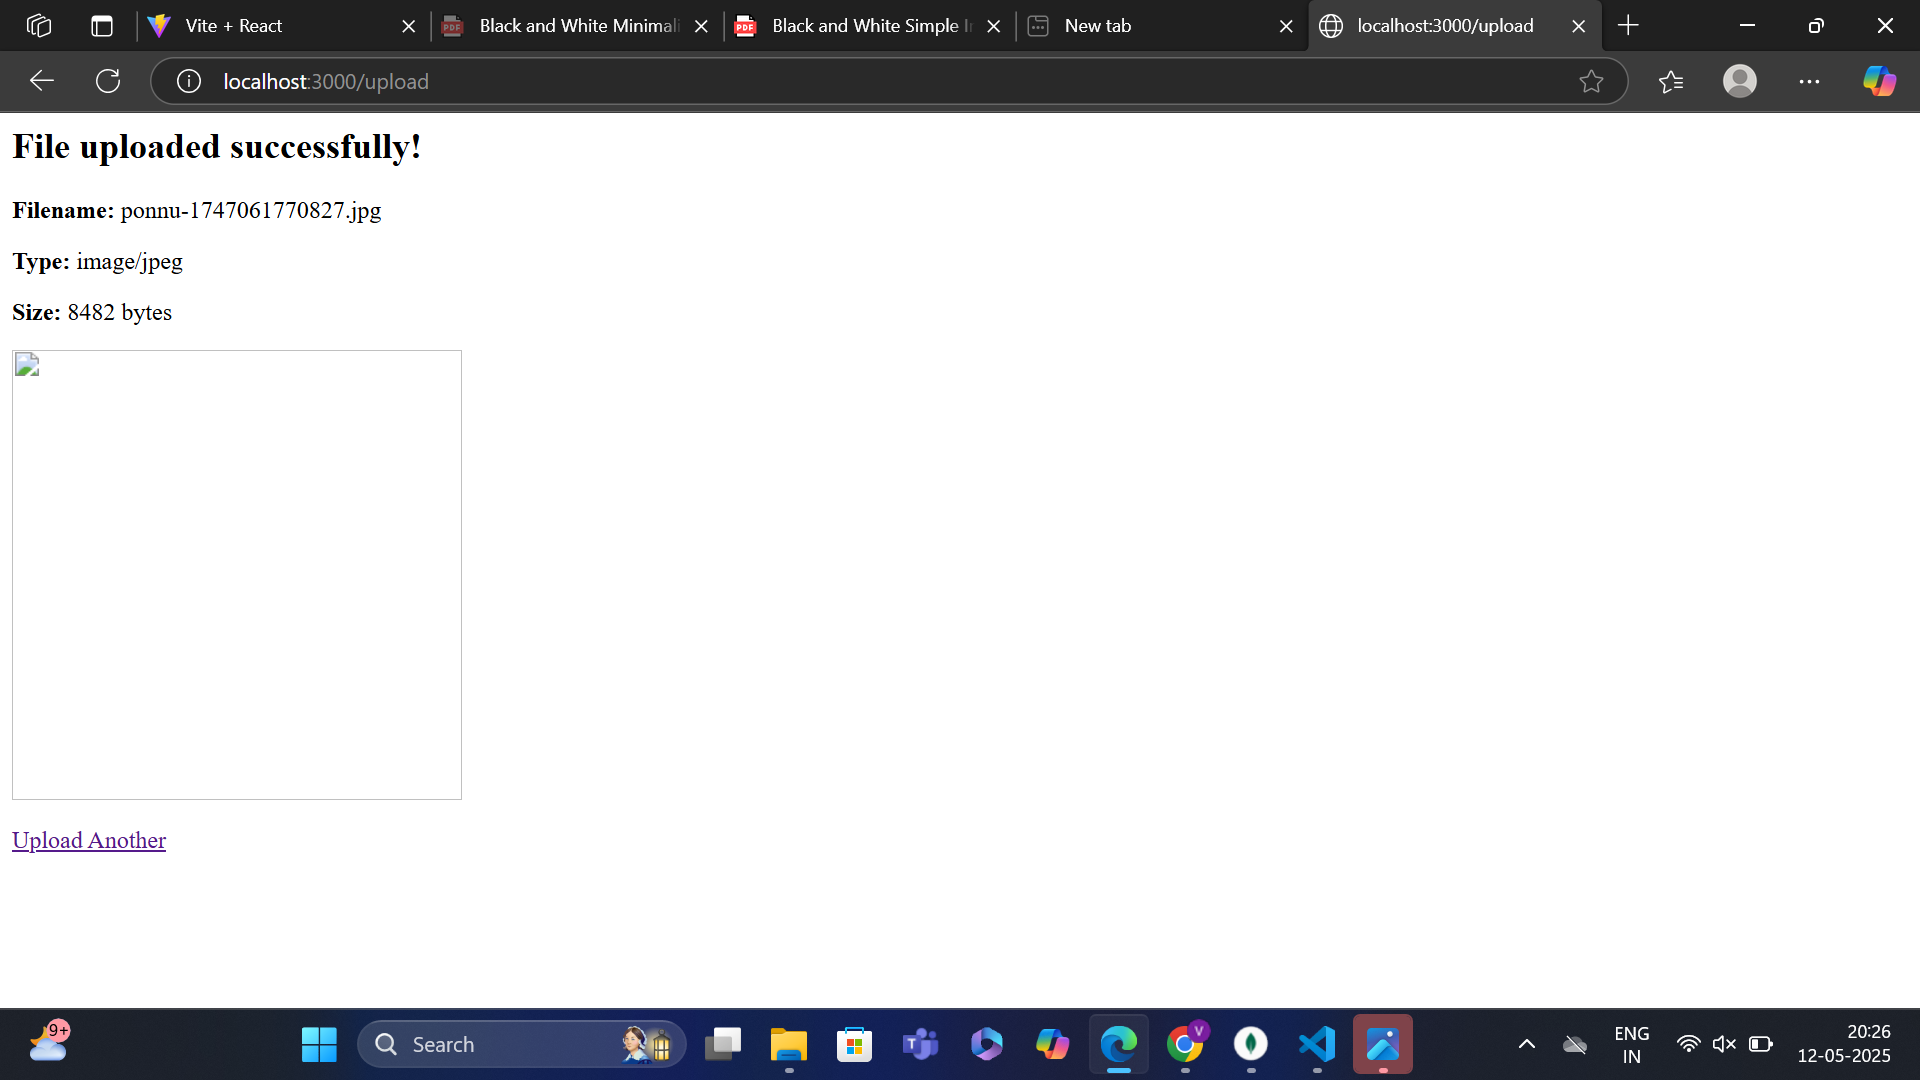 Vite + React
Black and White Minimali
Black and White Simple I
New tab
localhost:3000/upload
localhost:3000/upload
File uploaded successfully!
Filename: ponnu-1747061770827.jpg
Type: image/jpeg
Size: 8482 bytes
Upload Another
9+
Search
V
ENG
IN
20:26
12-05-2025